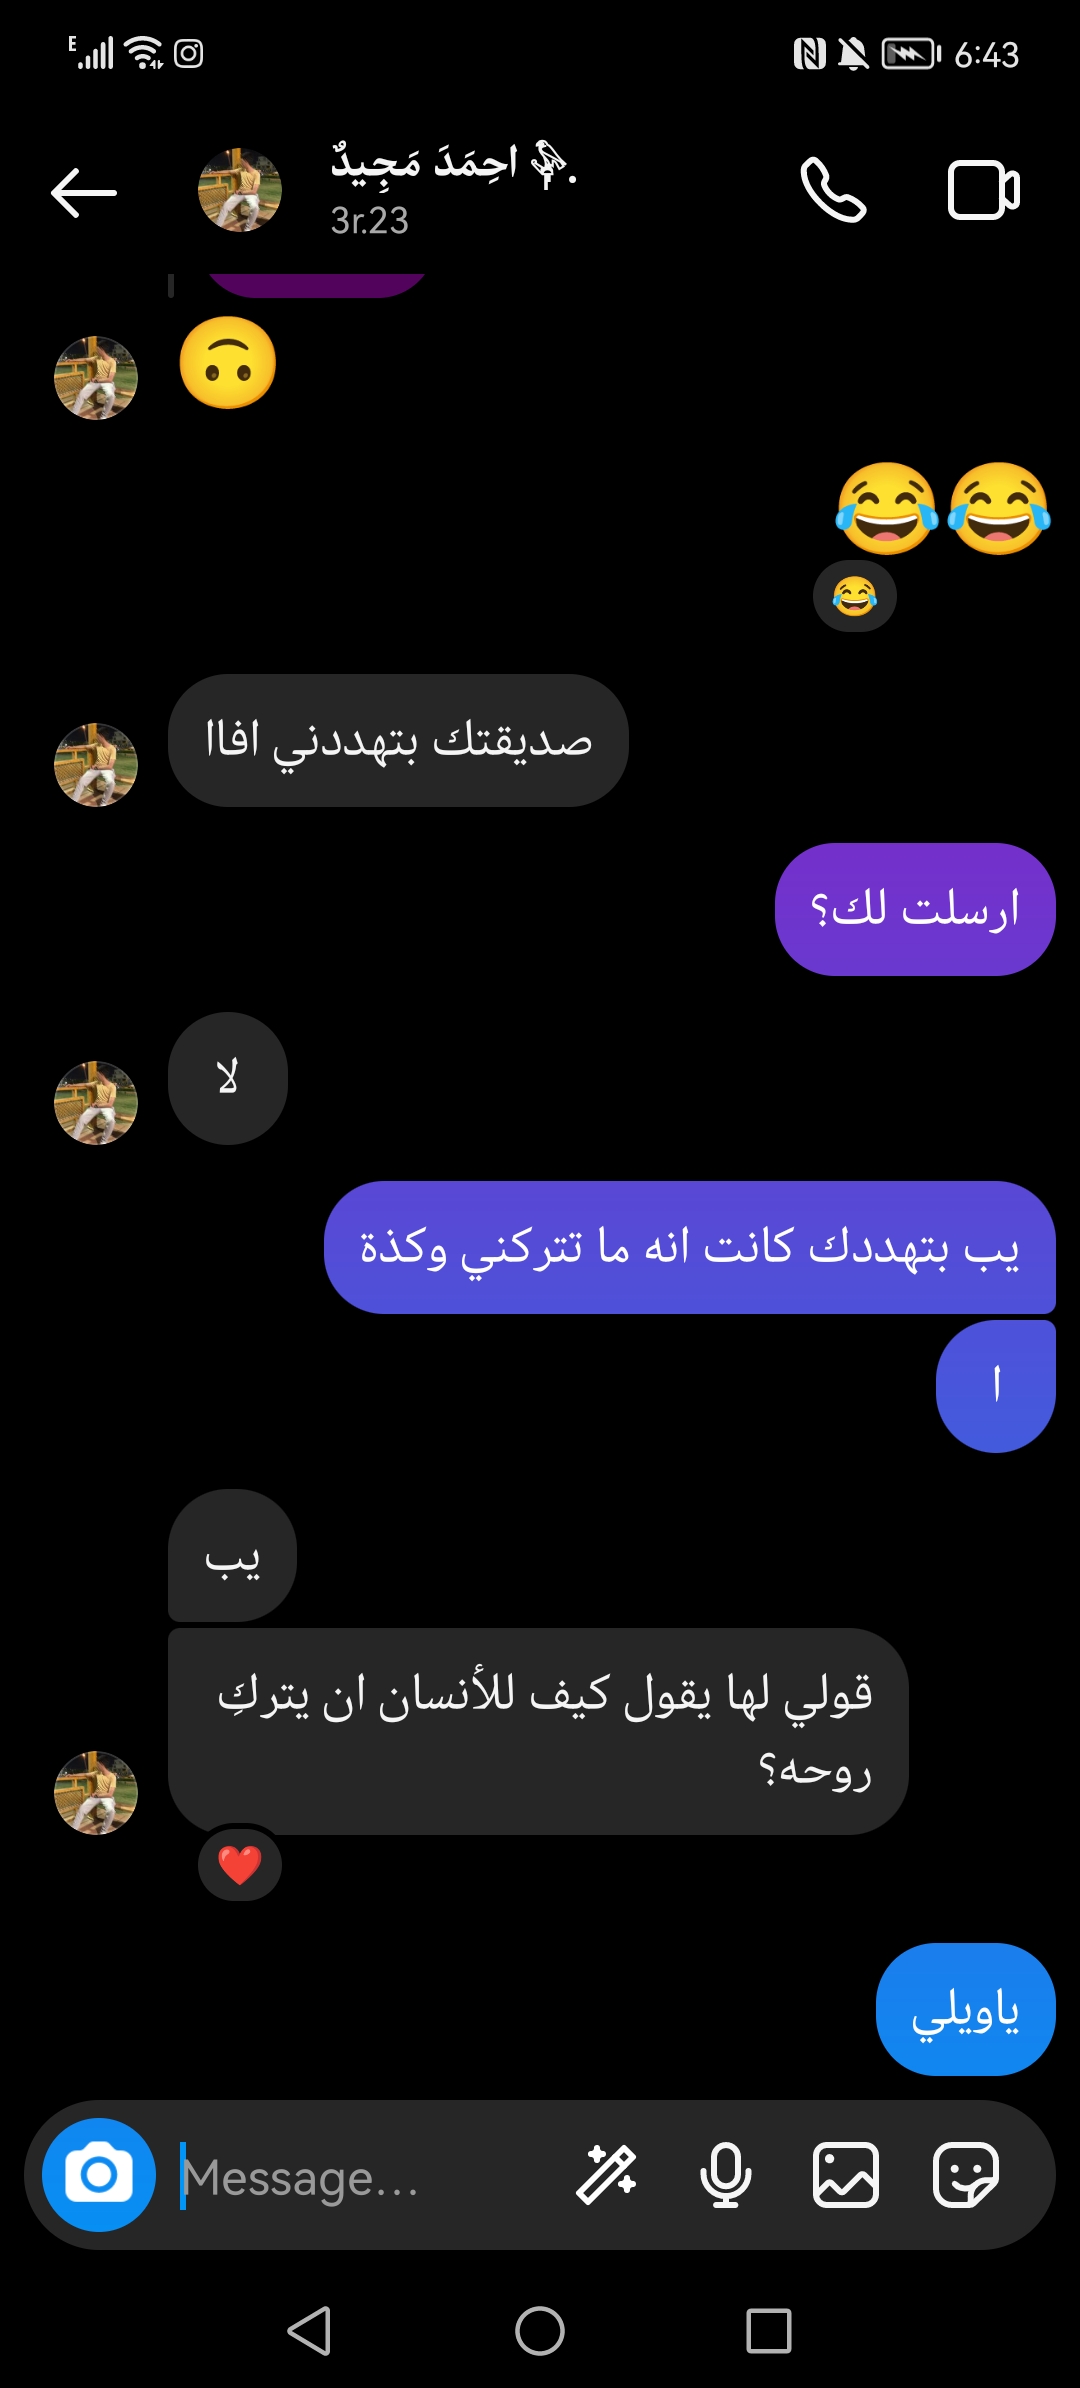 6:43
احِمَدَ مَجِيدٌ 𓅓.
3r.23
🙃
😂😂
😂
صديقتك بتهددني افاا
ارسلت لك؟
لا
يب بتهددك كانت انه ما تتركني وكذة
ا
يب
قولي لها يقول كيف للأنسان ان يتركِ
روحه؟
❤️
ياويلي
Message...